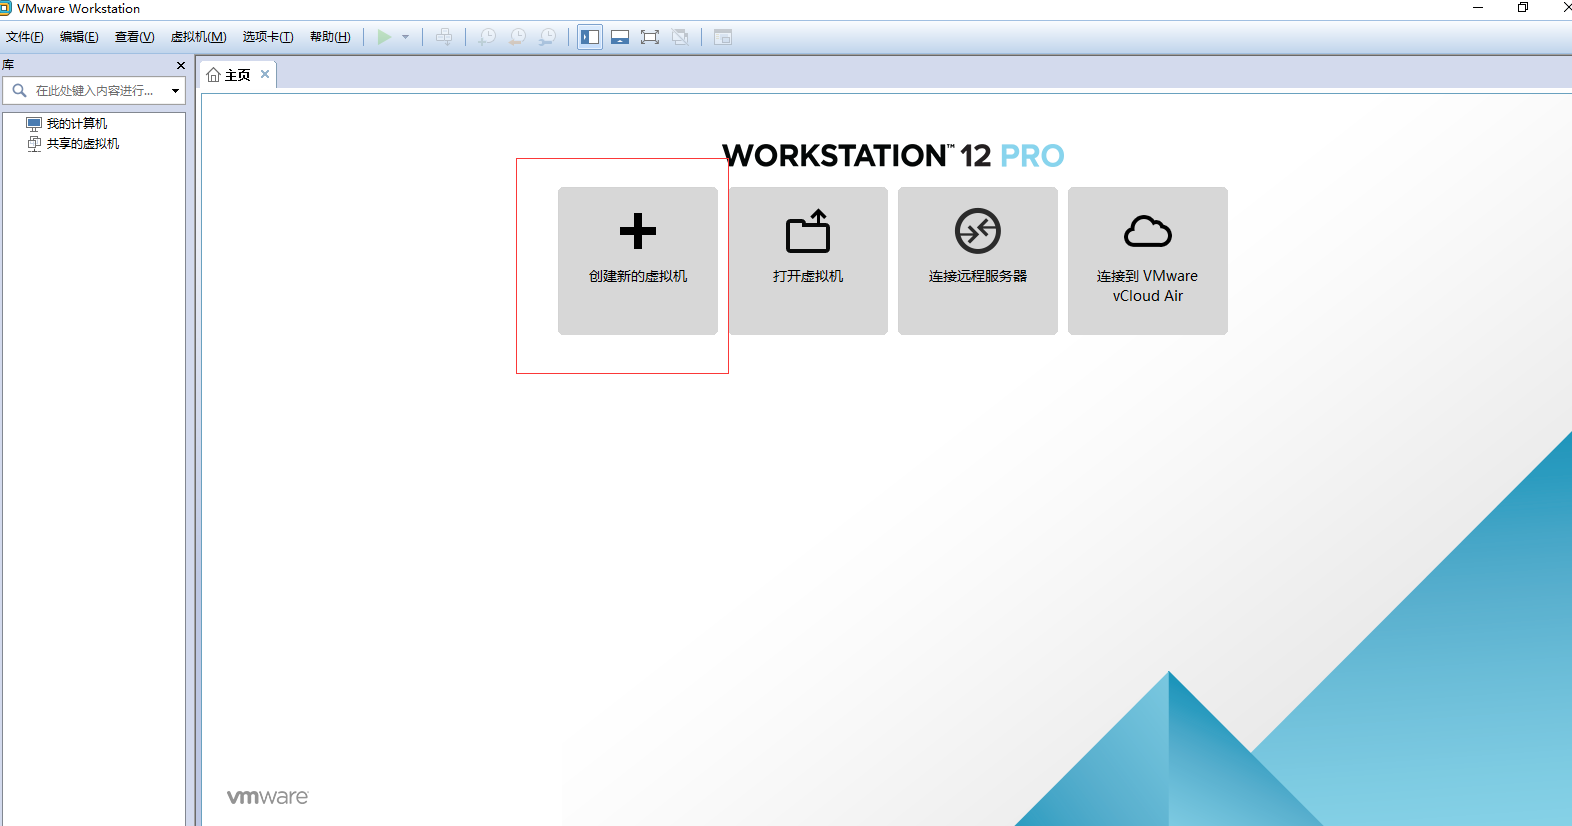 VMware Workstation
文件(F) 编辑(E) 查看(V) 虚拟机(M) 选项卡(T) 帮助(H)
库
主页
在此处键入内容进行...
我的计算机
共享的虚拟机
WORKSTATION™ 12 PRO
创建新的虚拟机
打开虚拟机
连接远程服务器
连接到 VMware
vCloud Air
vmware